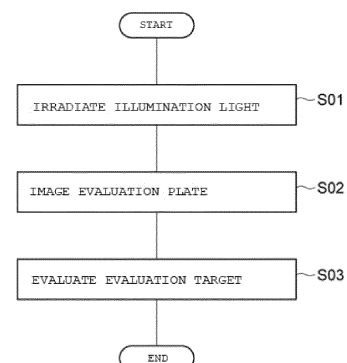 START
IRRADIATE ILLUMINATION LIGHT
S01
IMAGE EVALUATION PLATE
S02
EVALUATE EVALUATION TARGET
S03
END